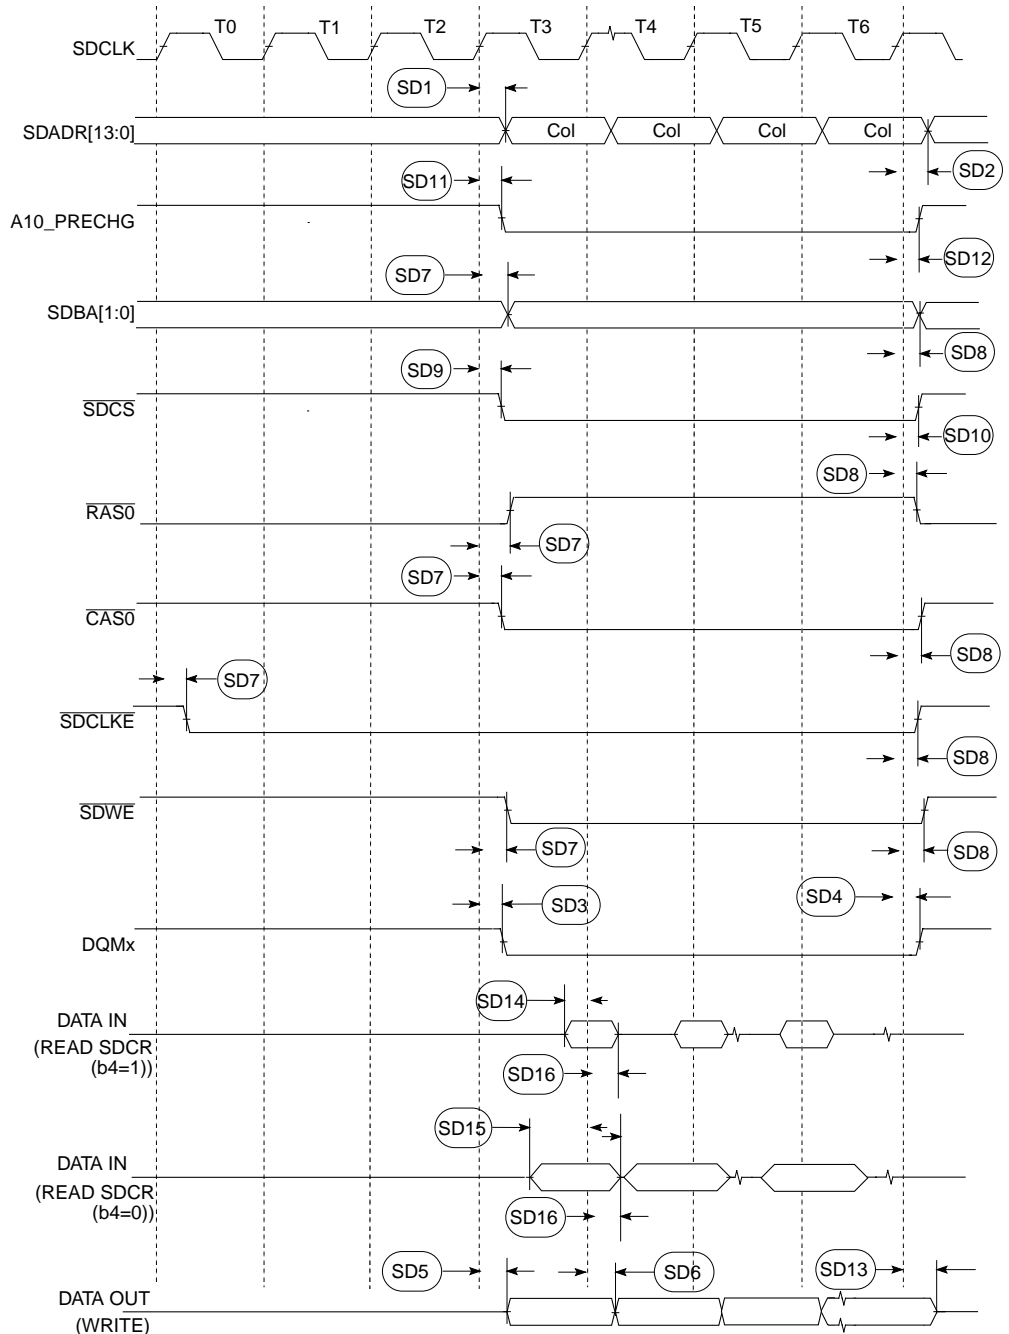 T0 T1 T2 T3 T4 T5 T6
SDCLK
SD1
SDADR[13:0] Col Col Col Col
SD2
SD11
A10_PRECHG
SD12
SD7
SDBA[1:0]
SD8
SD9
SDCS
SD10
SD8
RAS0
SD7
SD7
CAS0
SD8
SD7
SDCLKE
SD8
SDWE
SD7
SD8
SD3
SD4
DQMx
SD14
DATA IN
(READ SDCR
(b4=1))
SD16
SD15
DATA IN
(READ SDCR
(b4=0))
SD16
SD5 SD6 SD13
DATA OUT
(WRITE)